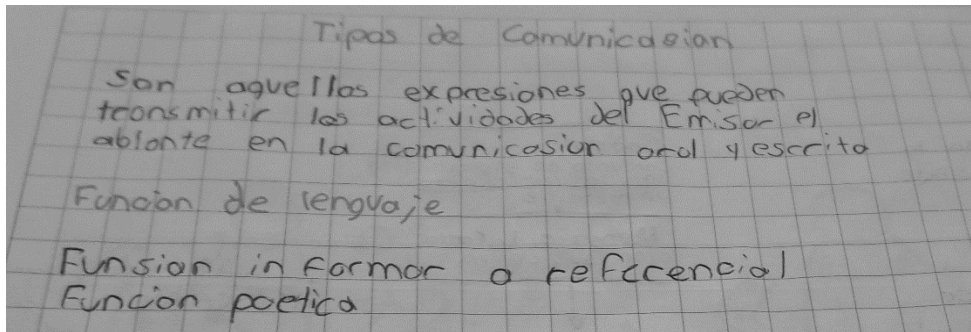 Tipos de Comunicasion
Son aquellas expresiones que pueden
transmitir las actividades del Emisor el
ablante en la comunicasion oral y escrita
Funcion de lenguaje
Funsion informar o referencial
Funcion poetica